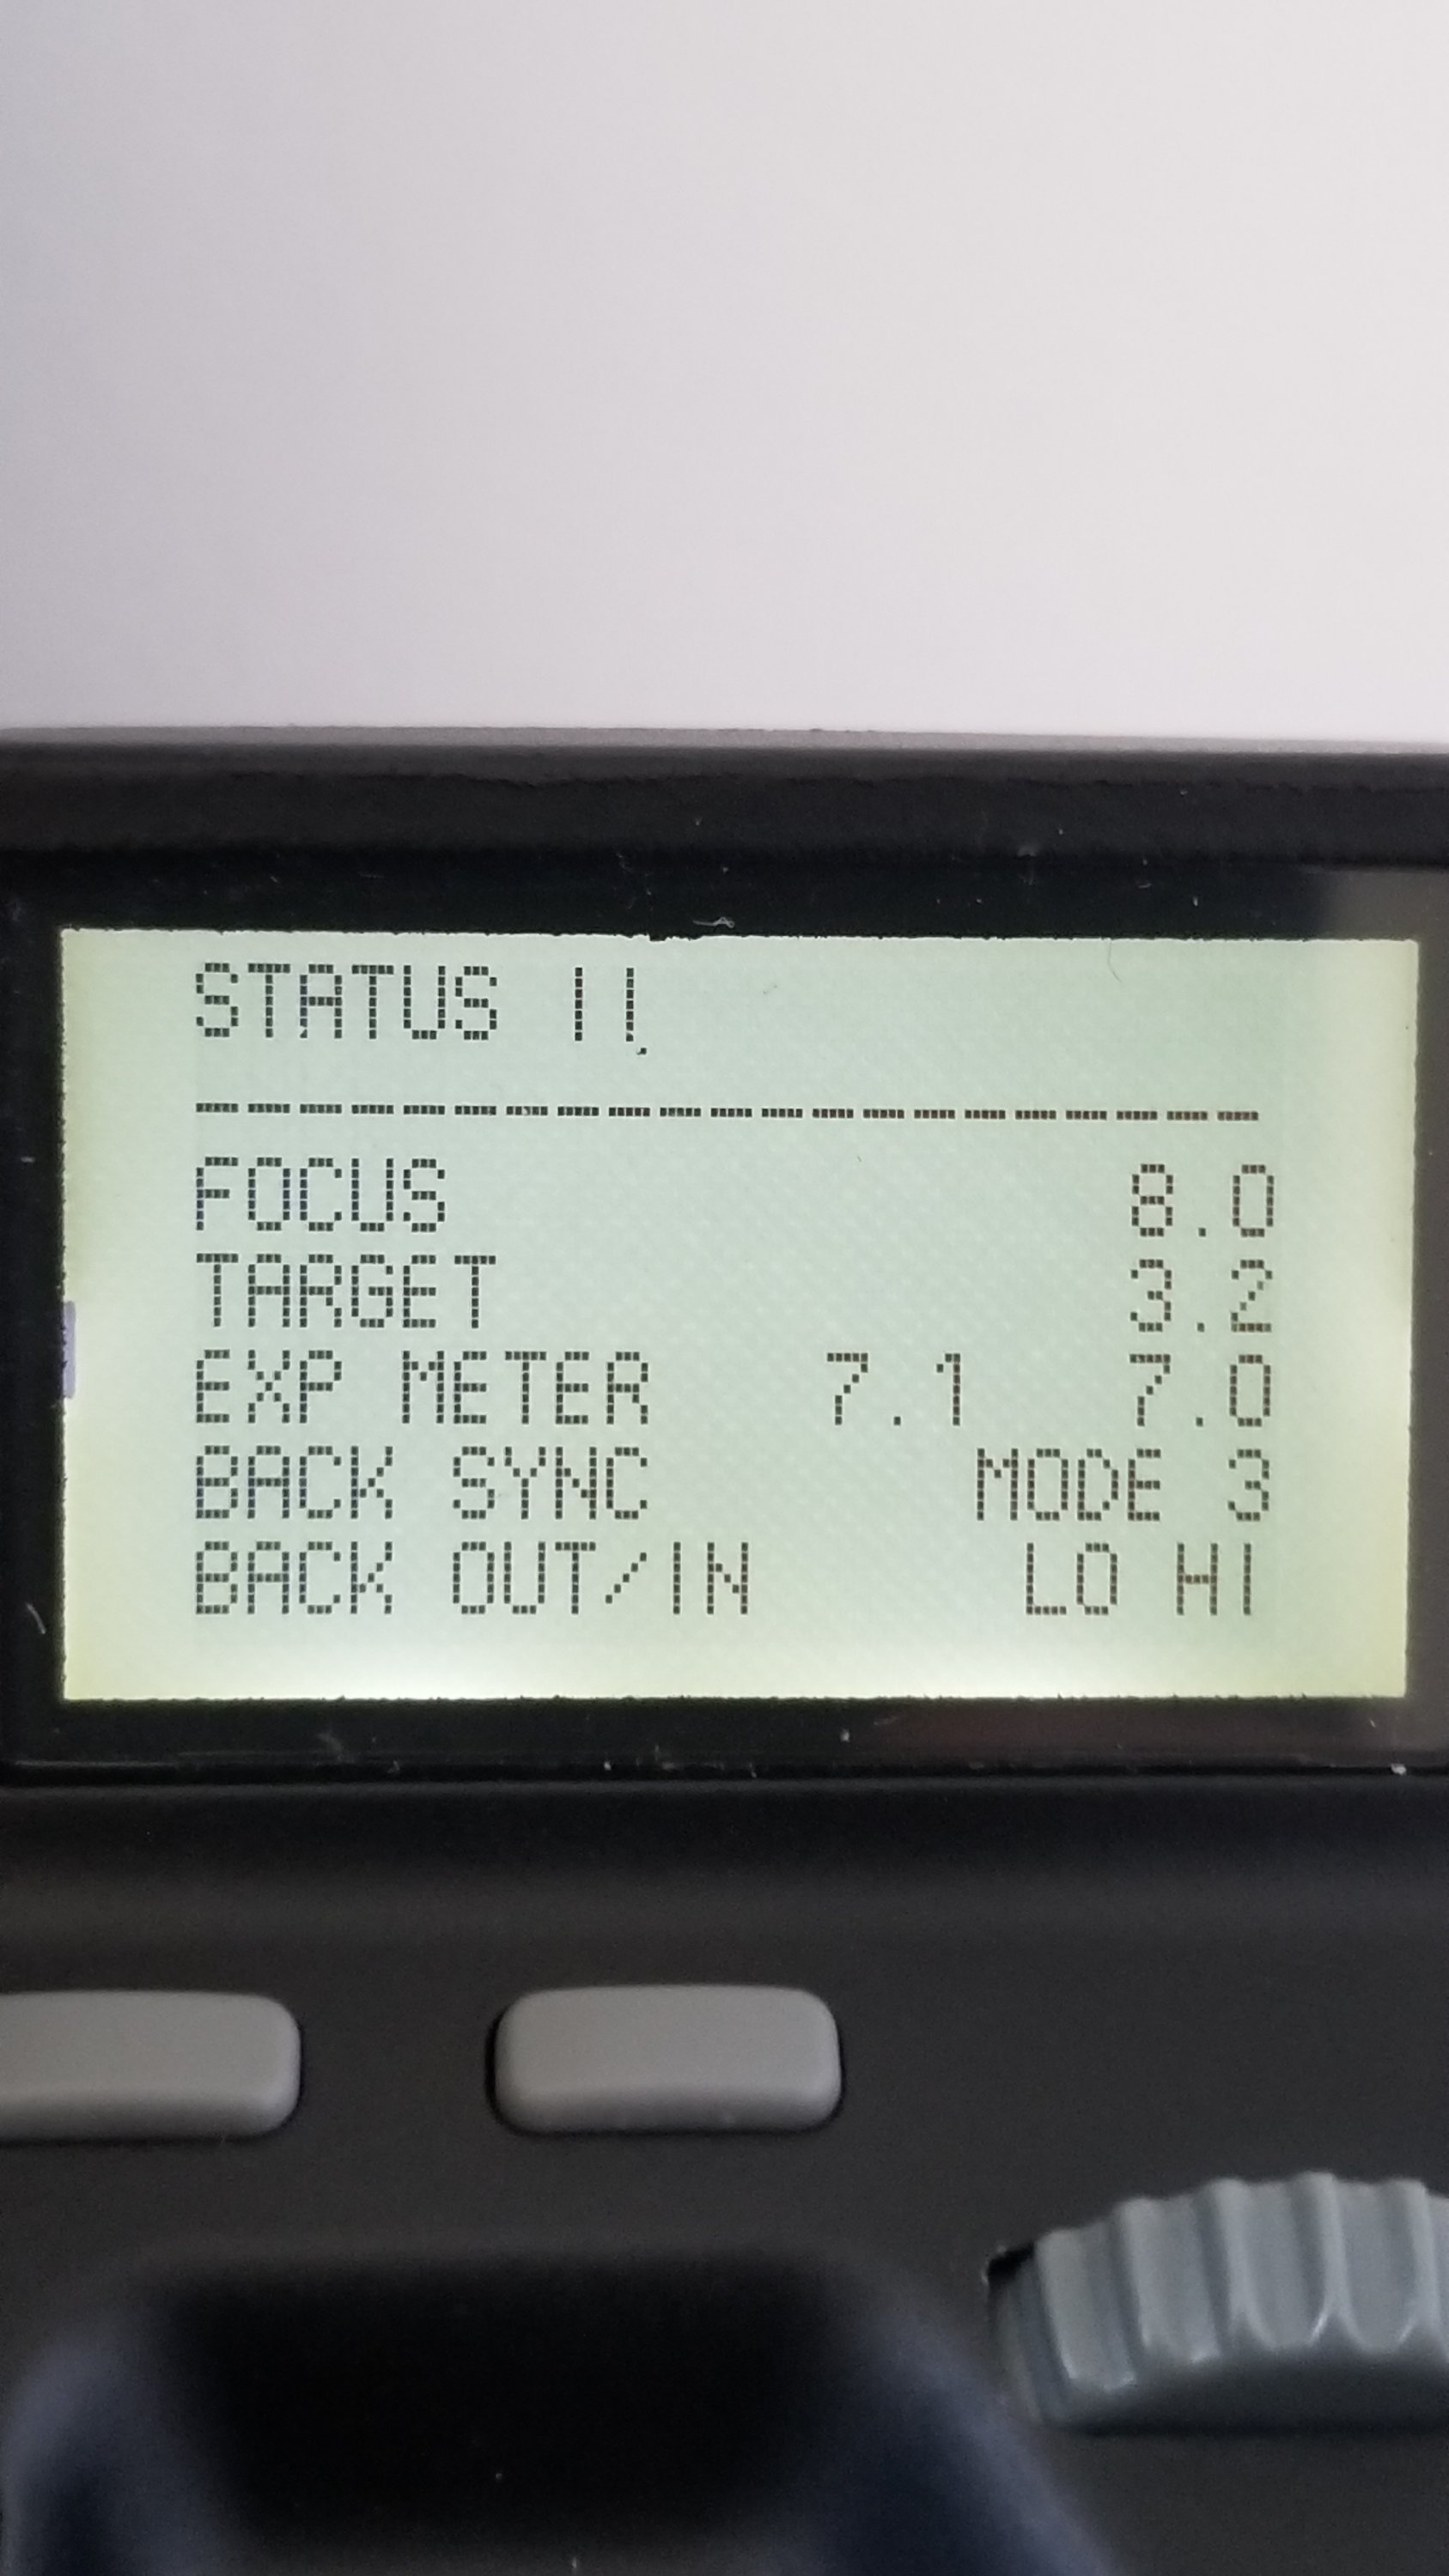 STATUS II
---------------------
FOCUS 8.0
TARGET 3.2
EXP METER 7.1 7.0
BACK SYNC MODE 3
BACK OUT/IN LO HI